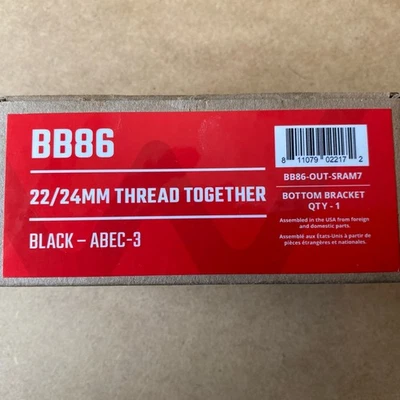 BB86
22/24MM THREAD TOGETHER
BLACK – ABEC-3
8 11079 02217 2
BB86-OUT-SRAM7
BOTTOM BRACKET
QTY - 1
Assembled in the USA from foreign
and domestic parts.
Assemblé aux États-Unis à partir de
pièces étrangères et nationales.